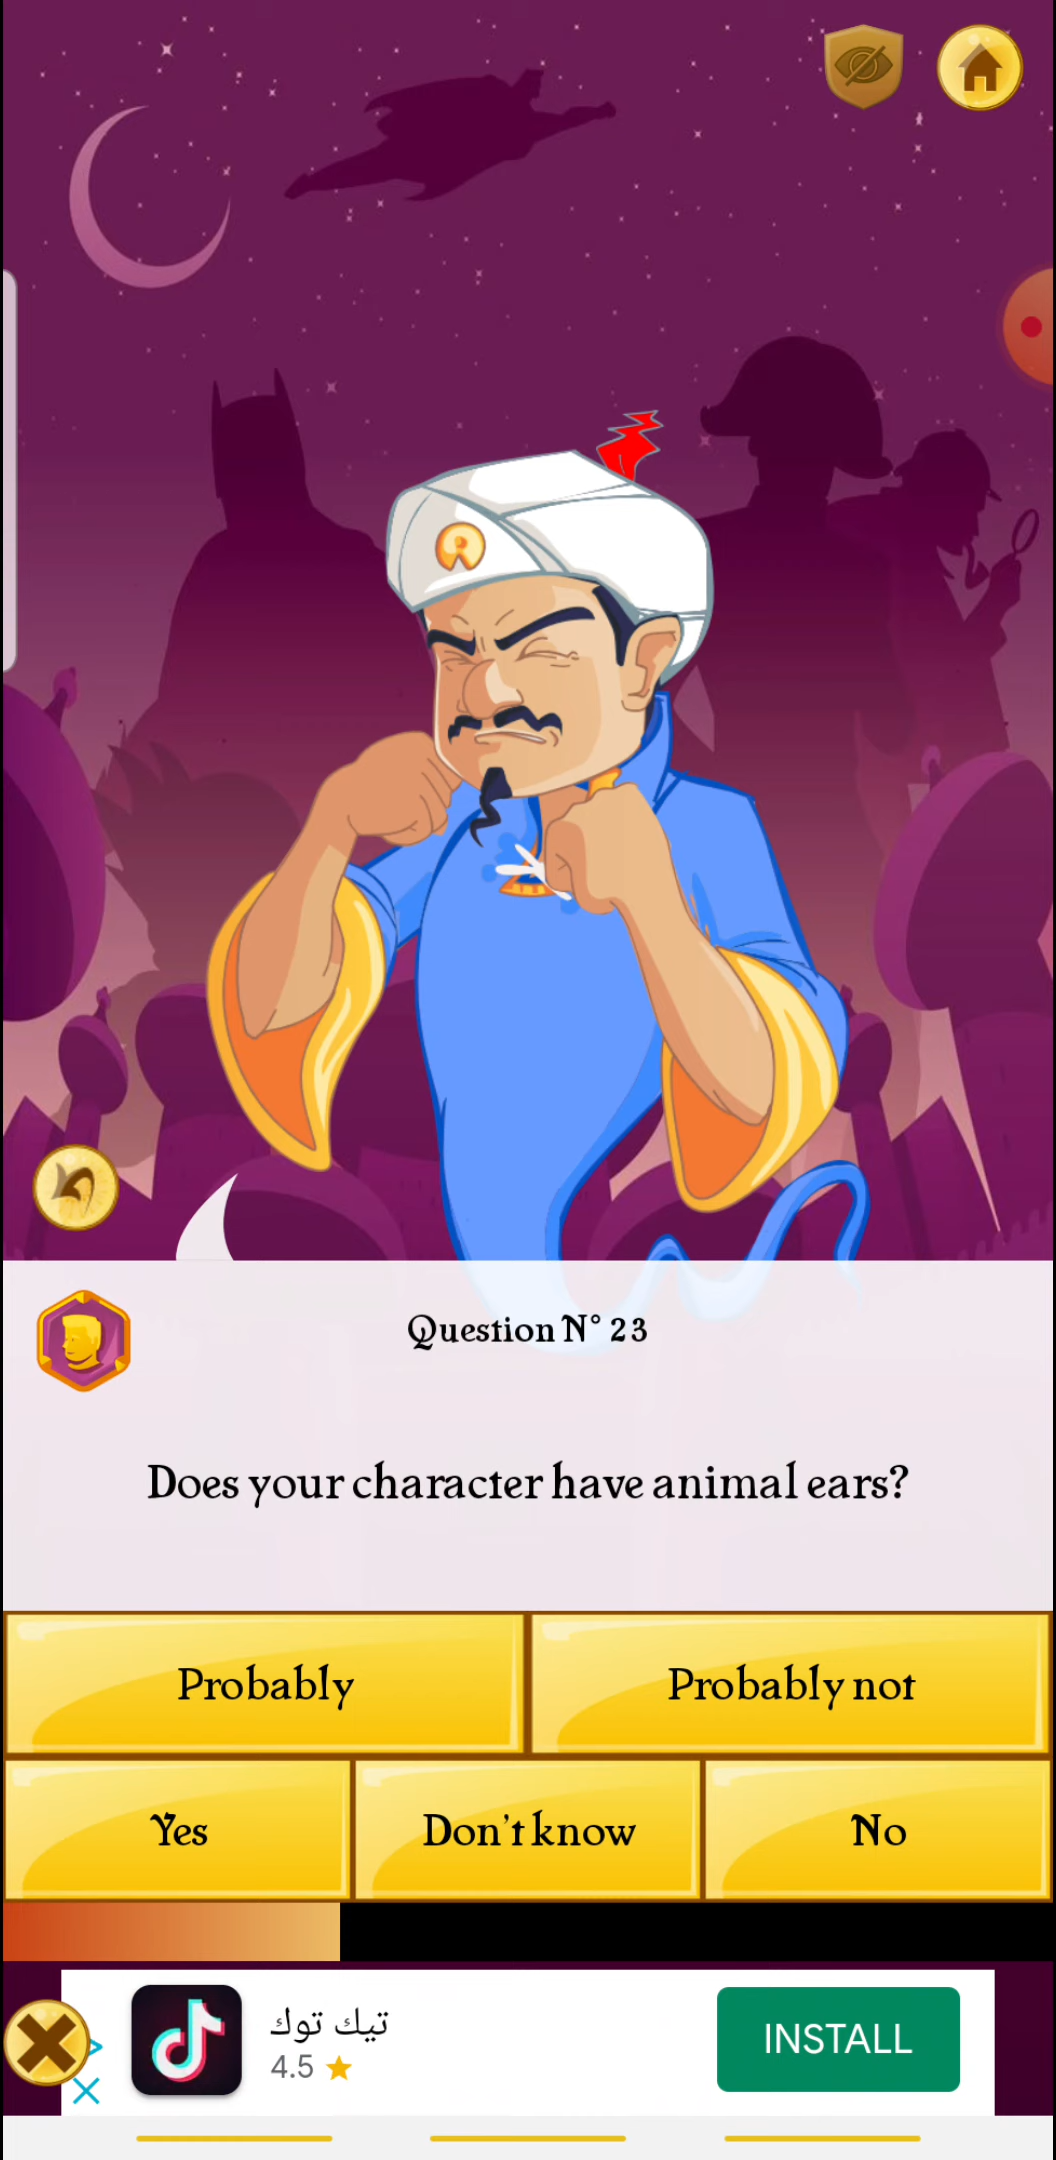 Question N° 23
Does your character have animal ears?
Probably
Probably not
Yes
Don't know
No
تيك توك
4.5
INSTALL